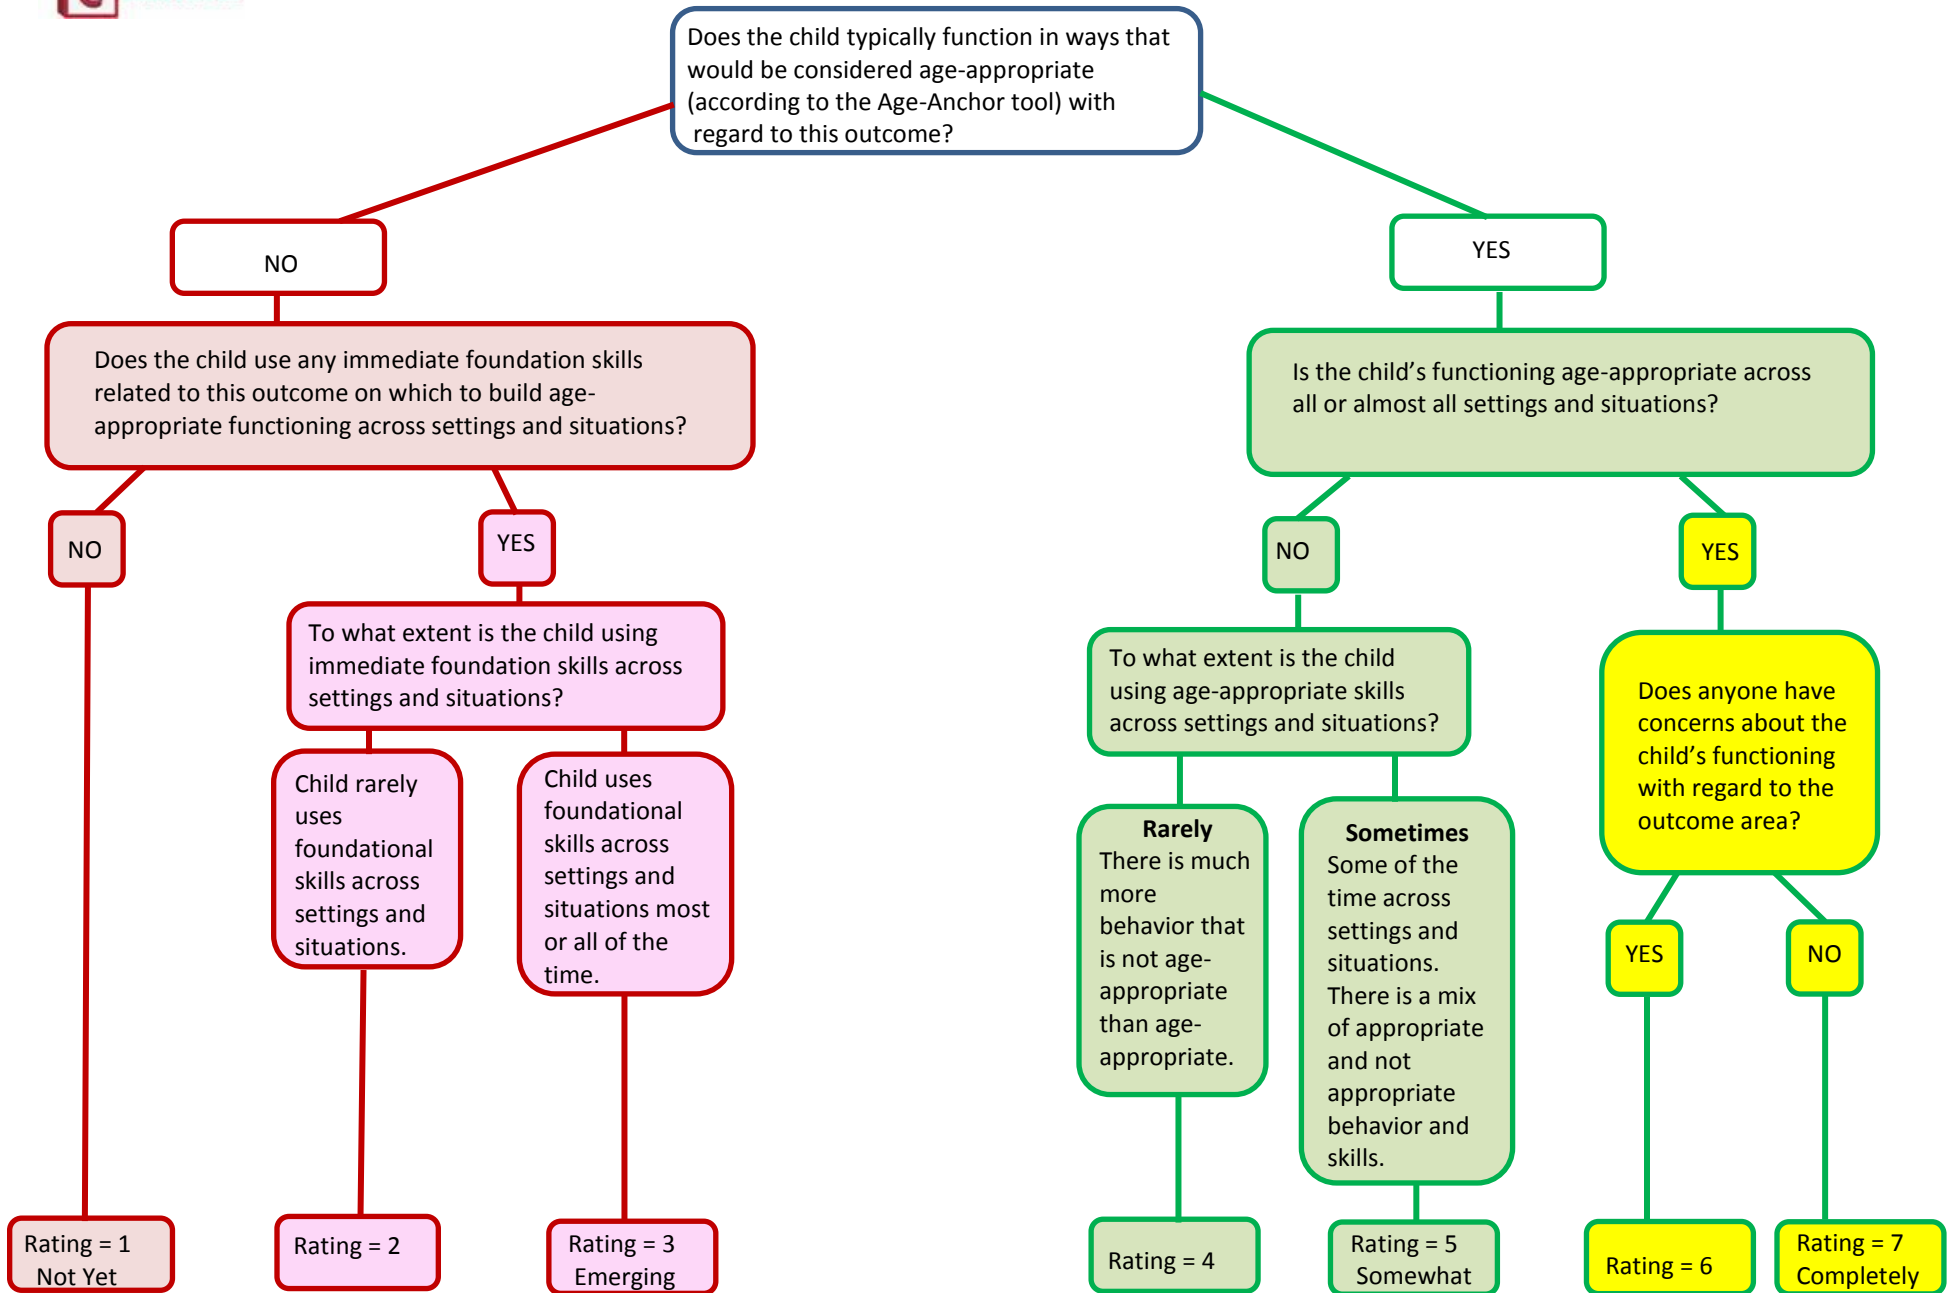 Does the child typically function in ways that
would be considered age-appropriate
(according to the Age-Anchor tool) with
regard to this outcome?
NO
YES
Does the child use any immediate foundation skills
related to this outcome on which to build age-
appropriate functioning across settings and situations?
Is the child’s functioning age-appropriate across
all or almost all settings and situations?
NO
YES
NO
YES
To what extent is the child using
immediate foundation skills across
settings and situations?
To what extent is the child
using age-appropriate skills
across settings and situations?
Does anyone have
concerns about the
child’s functioning
with regard to the
outcome area?
Child rarely
uses
foundational
skills across
settings and
situations.
Child uses
foundational
skills across
settings and
situations most
or all of the
time.
Rarely
There is much
more
behavior that
is not age-
appropriate
than age-
appropriate.
Sometimes
Some of the
time across
settings and
situations.
There is a mix
of appropriate
and not
appropriate
behavior and
skills.
YES
NO
Rating = 1
Not Yet
Rating = 2
Rating = 3
Emerging
Rating = 4
Rating = 5
Somewhat
Rating = 6
Rating = 7
Completely